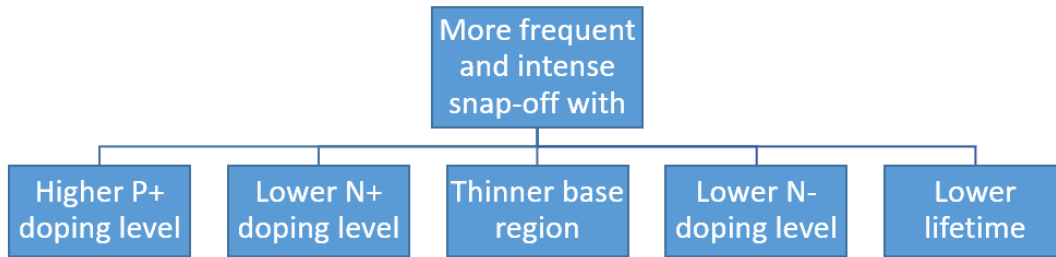 More frequent
and intense
snap-off with
Higher P+
doping level
Lower N+
doping level
Thinner base
region
Lower N-
doping level
Lower
lifetime